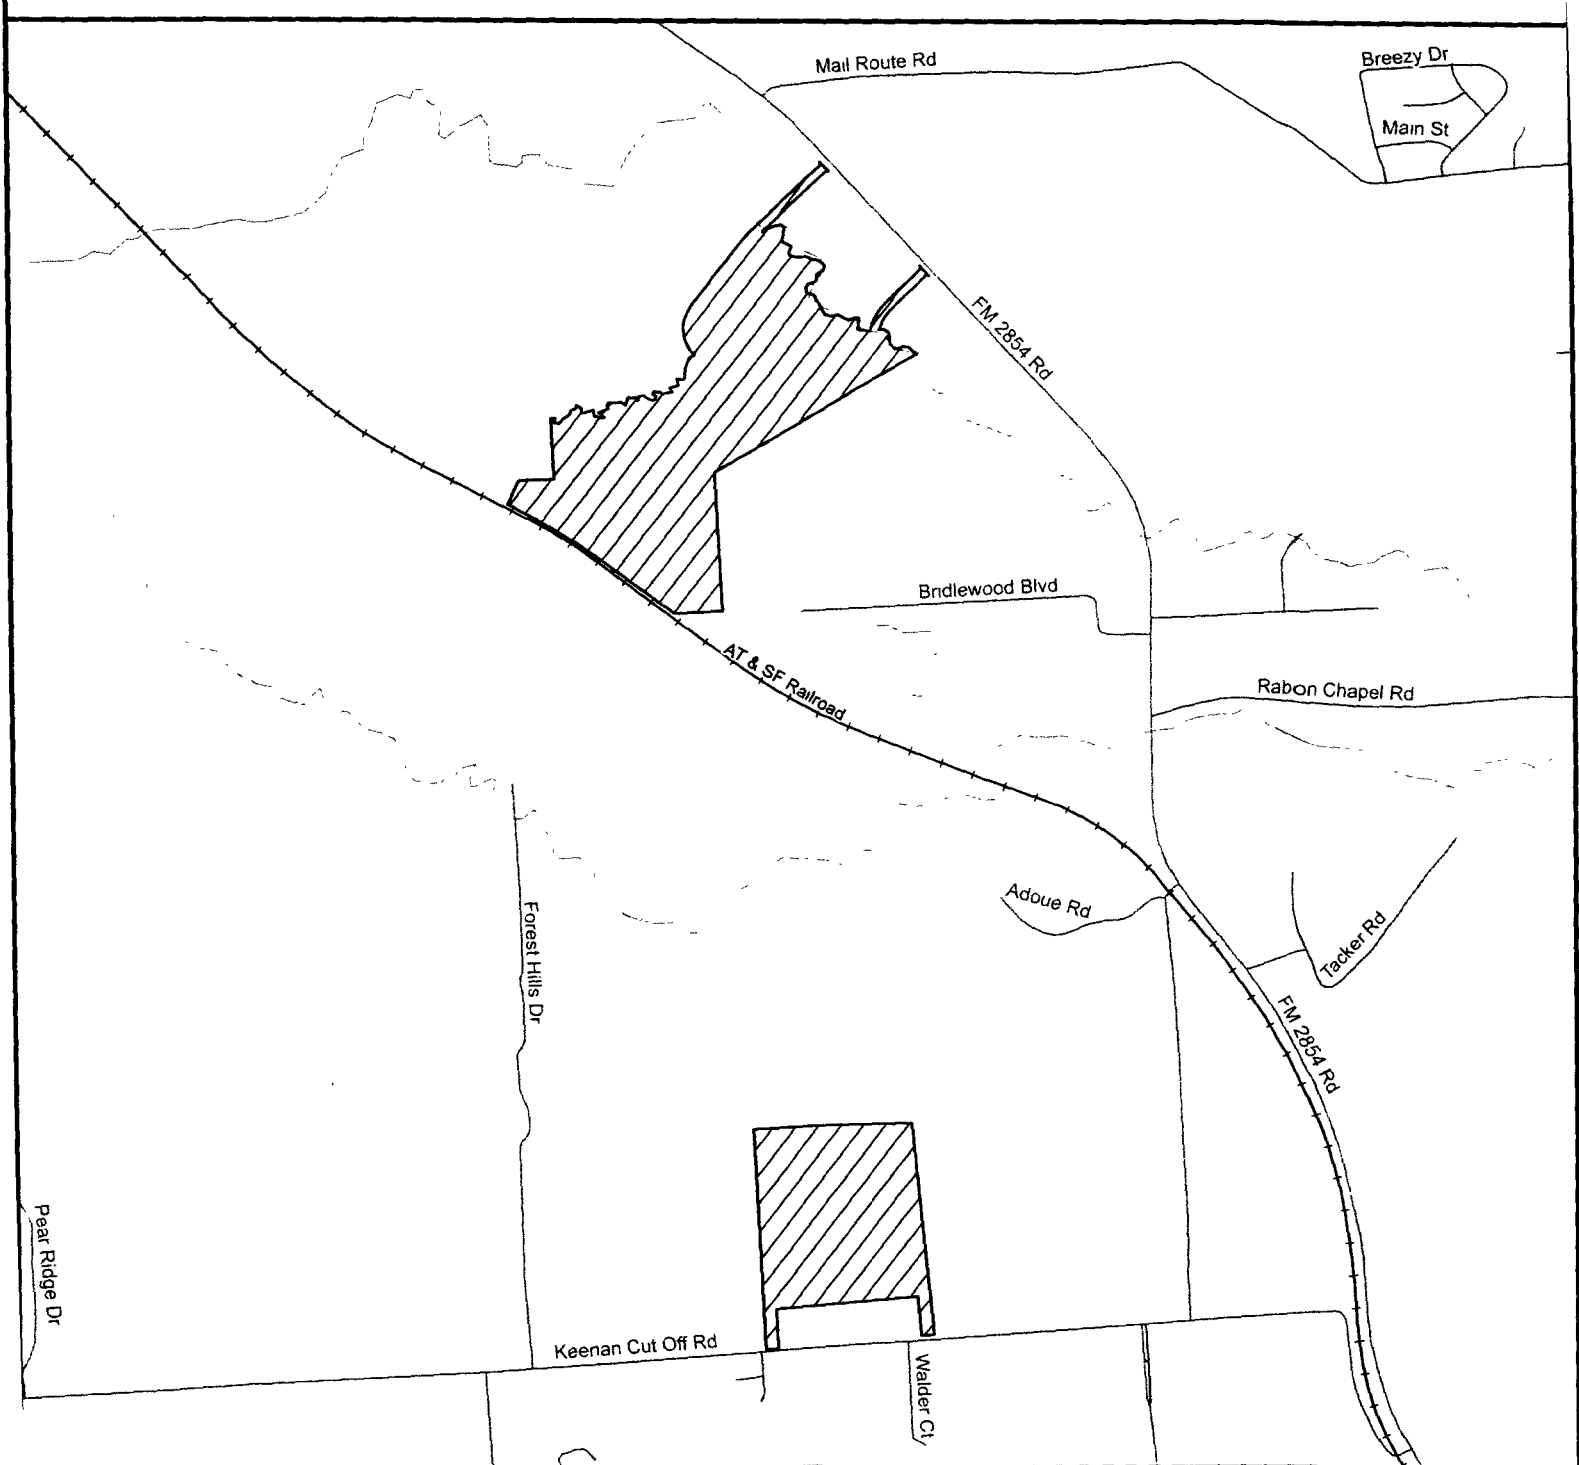 Mail Route Rd
Breezy Dr
Main St
FM 2854 Rd
Bridlewood Blvd
AT & SF Railroad
Rabon Chapel Rd
Adoue Rd
Forest Hills Dr
Tacker Rd
FM 2854 Rd
Pear Ridge Dr
Keenan Cut Off Rd
Walder Ct